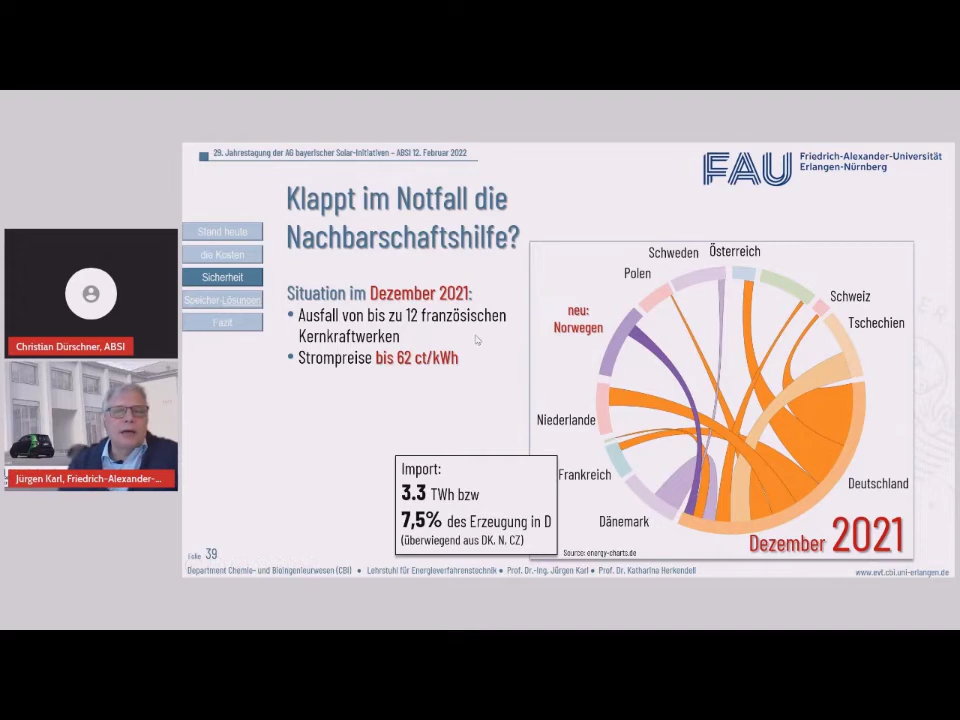 29. Jahrestagung der AG bayerischer Solar-Initiativen – ABSI 12. Februar 2022
FAU Friedrich-Alexander-Universität
Erlangen-Nürnberg
Klappt im Notfall die
Nachbarschaftshilfe?
Stand heute
die Kosten
Sicherheit
Speicher-Lösungen
Fazit
Situation im Dezember 2021:
• Ausfall von bis zu 12 französischen
Kernkraftwerken
• Strompreise bis 62 ct/kWh
Christian Dürschner, ABSI
Jürgen Karl, Friedrich-Alexander-...
Schweden
Österreich
Polen
Schweiz
neu:
Norwegen
Tschechien
Niederlande
Frankreich
Deutschland
Dänemark
Import:
3.3 TWh bzw
7,5% des Erzeugung in D
(überwiegend aus DK, N, CZ)
Source: energy-charts.de
Dezember 2021
Folie 39
Department Chemie- und Bioingenieurwesen (CBI) • Lehrstuhl für Energieverfahrenstechnik • Prof. Dr.-Ing. Jürgen Karl • Prof. Dr. Katharina Herkendell
www.evt.cbi.uni-erlangen.de